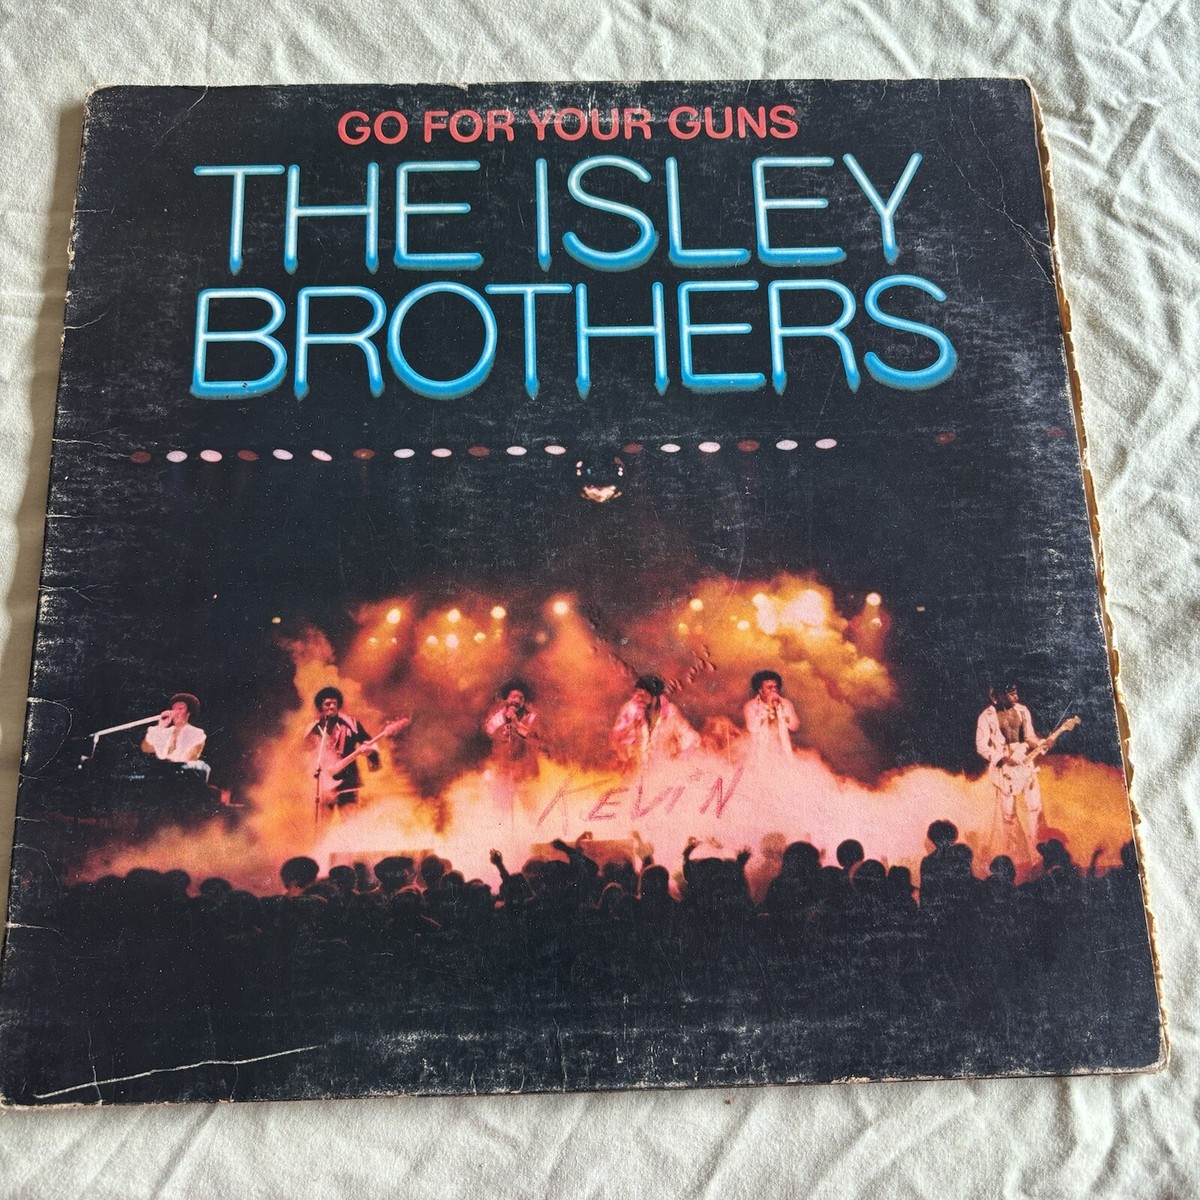 GO FOR YOUR GUNS
THE ISLEY
BROTHERS
KEVIN